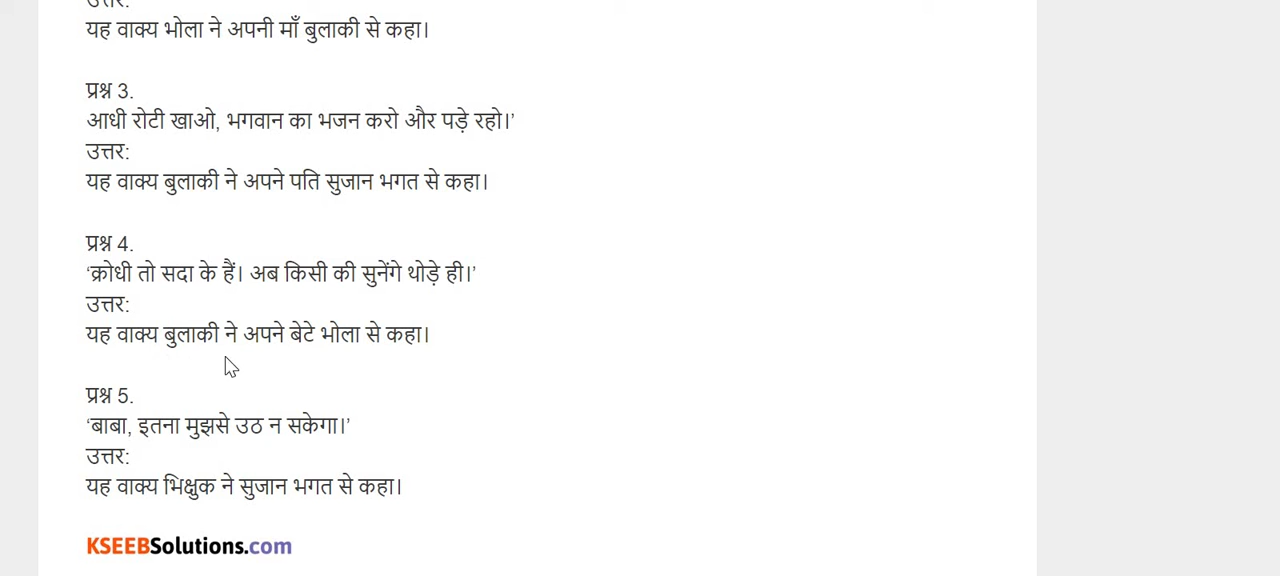 उत्तर:
यह वाक्य भोला ने अपनी माँ बुलाकी से कहा।
प्रश्न 3.
आधी रोटी खाओ, भगवान का भजन करो और पड़े रहो।’
उत्तर:
यह वाक्य बुलाकी ने अपने पति सुजान भगत से कहा।
प्रश्न 4.
‘क्रोधी तो सदा के हैं। अब किसी की सुनेंगे थोड़े ही।’
उत्तर:
यह वाक्य बुलाकी ने अपने बेटे भोला से कहा।
प्रश्न 5.
‘बाबा, इतना मुझसे उठ न सकेगा।’
उत्तर:
यह वाक्य भिक्षुक ने सुजान भगत से कहा।
KSEEBSolutions.com